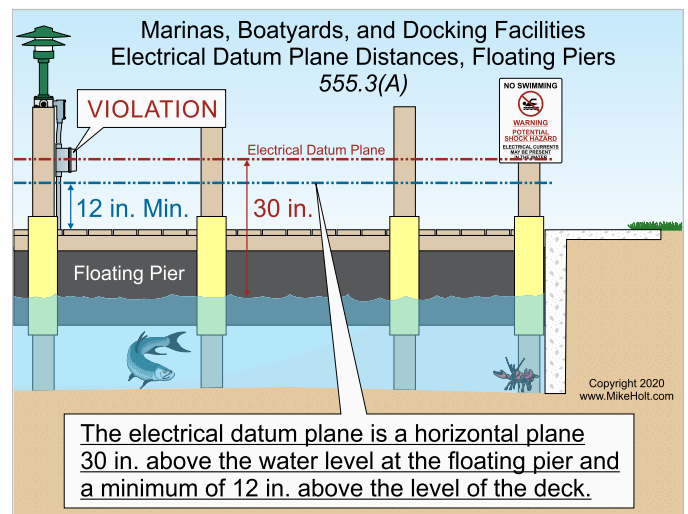 Marinas, Boatyards, and Docking Facilities
Electrical Datum Plane Distances, Floating Piers
555.3(A)
NO SWIMMING
VIOLATION
WARNING
POTENTIAL
SHOCK HAZARD
ELECTRICAL CURRENTS
MAY BE PRESENT
IN THE WATER
Electrical Datum Plane
12 in. Min.
30 in.
Floating Pier
Copyright 2020
www.MikeHolt.com
The electrical datum plane is a horizontal plane
30 in. above the water level at the floating pier and
a minimum of 12 in. above the level of the deck.